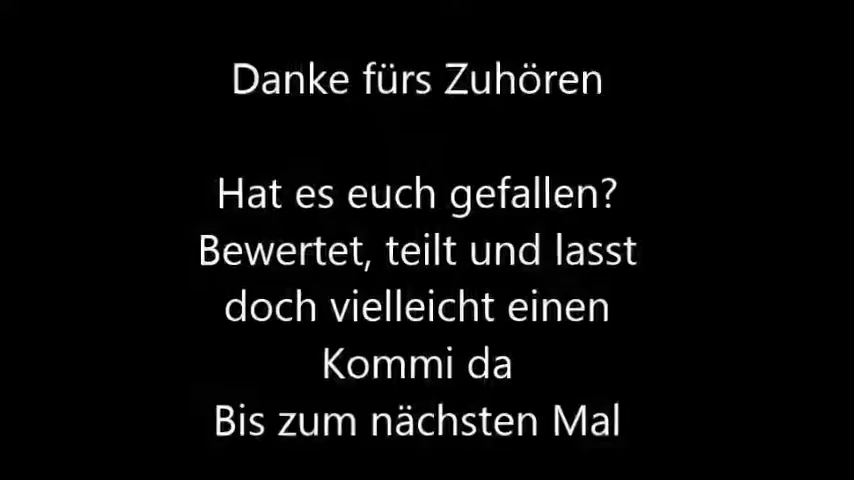 Danke fürs Zuhören
Hat es euch gefallen?
Bewertet, teilt und lasst
doch vielleicht einen
Kommi da
Bis zum nächsten Mal